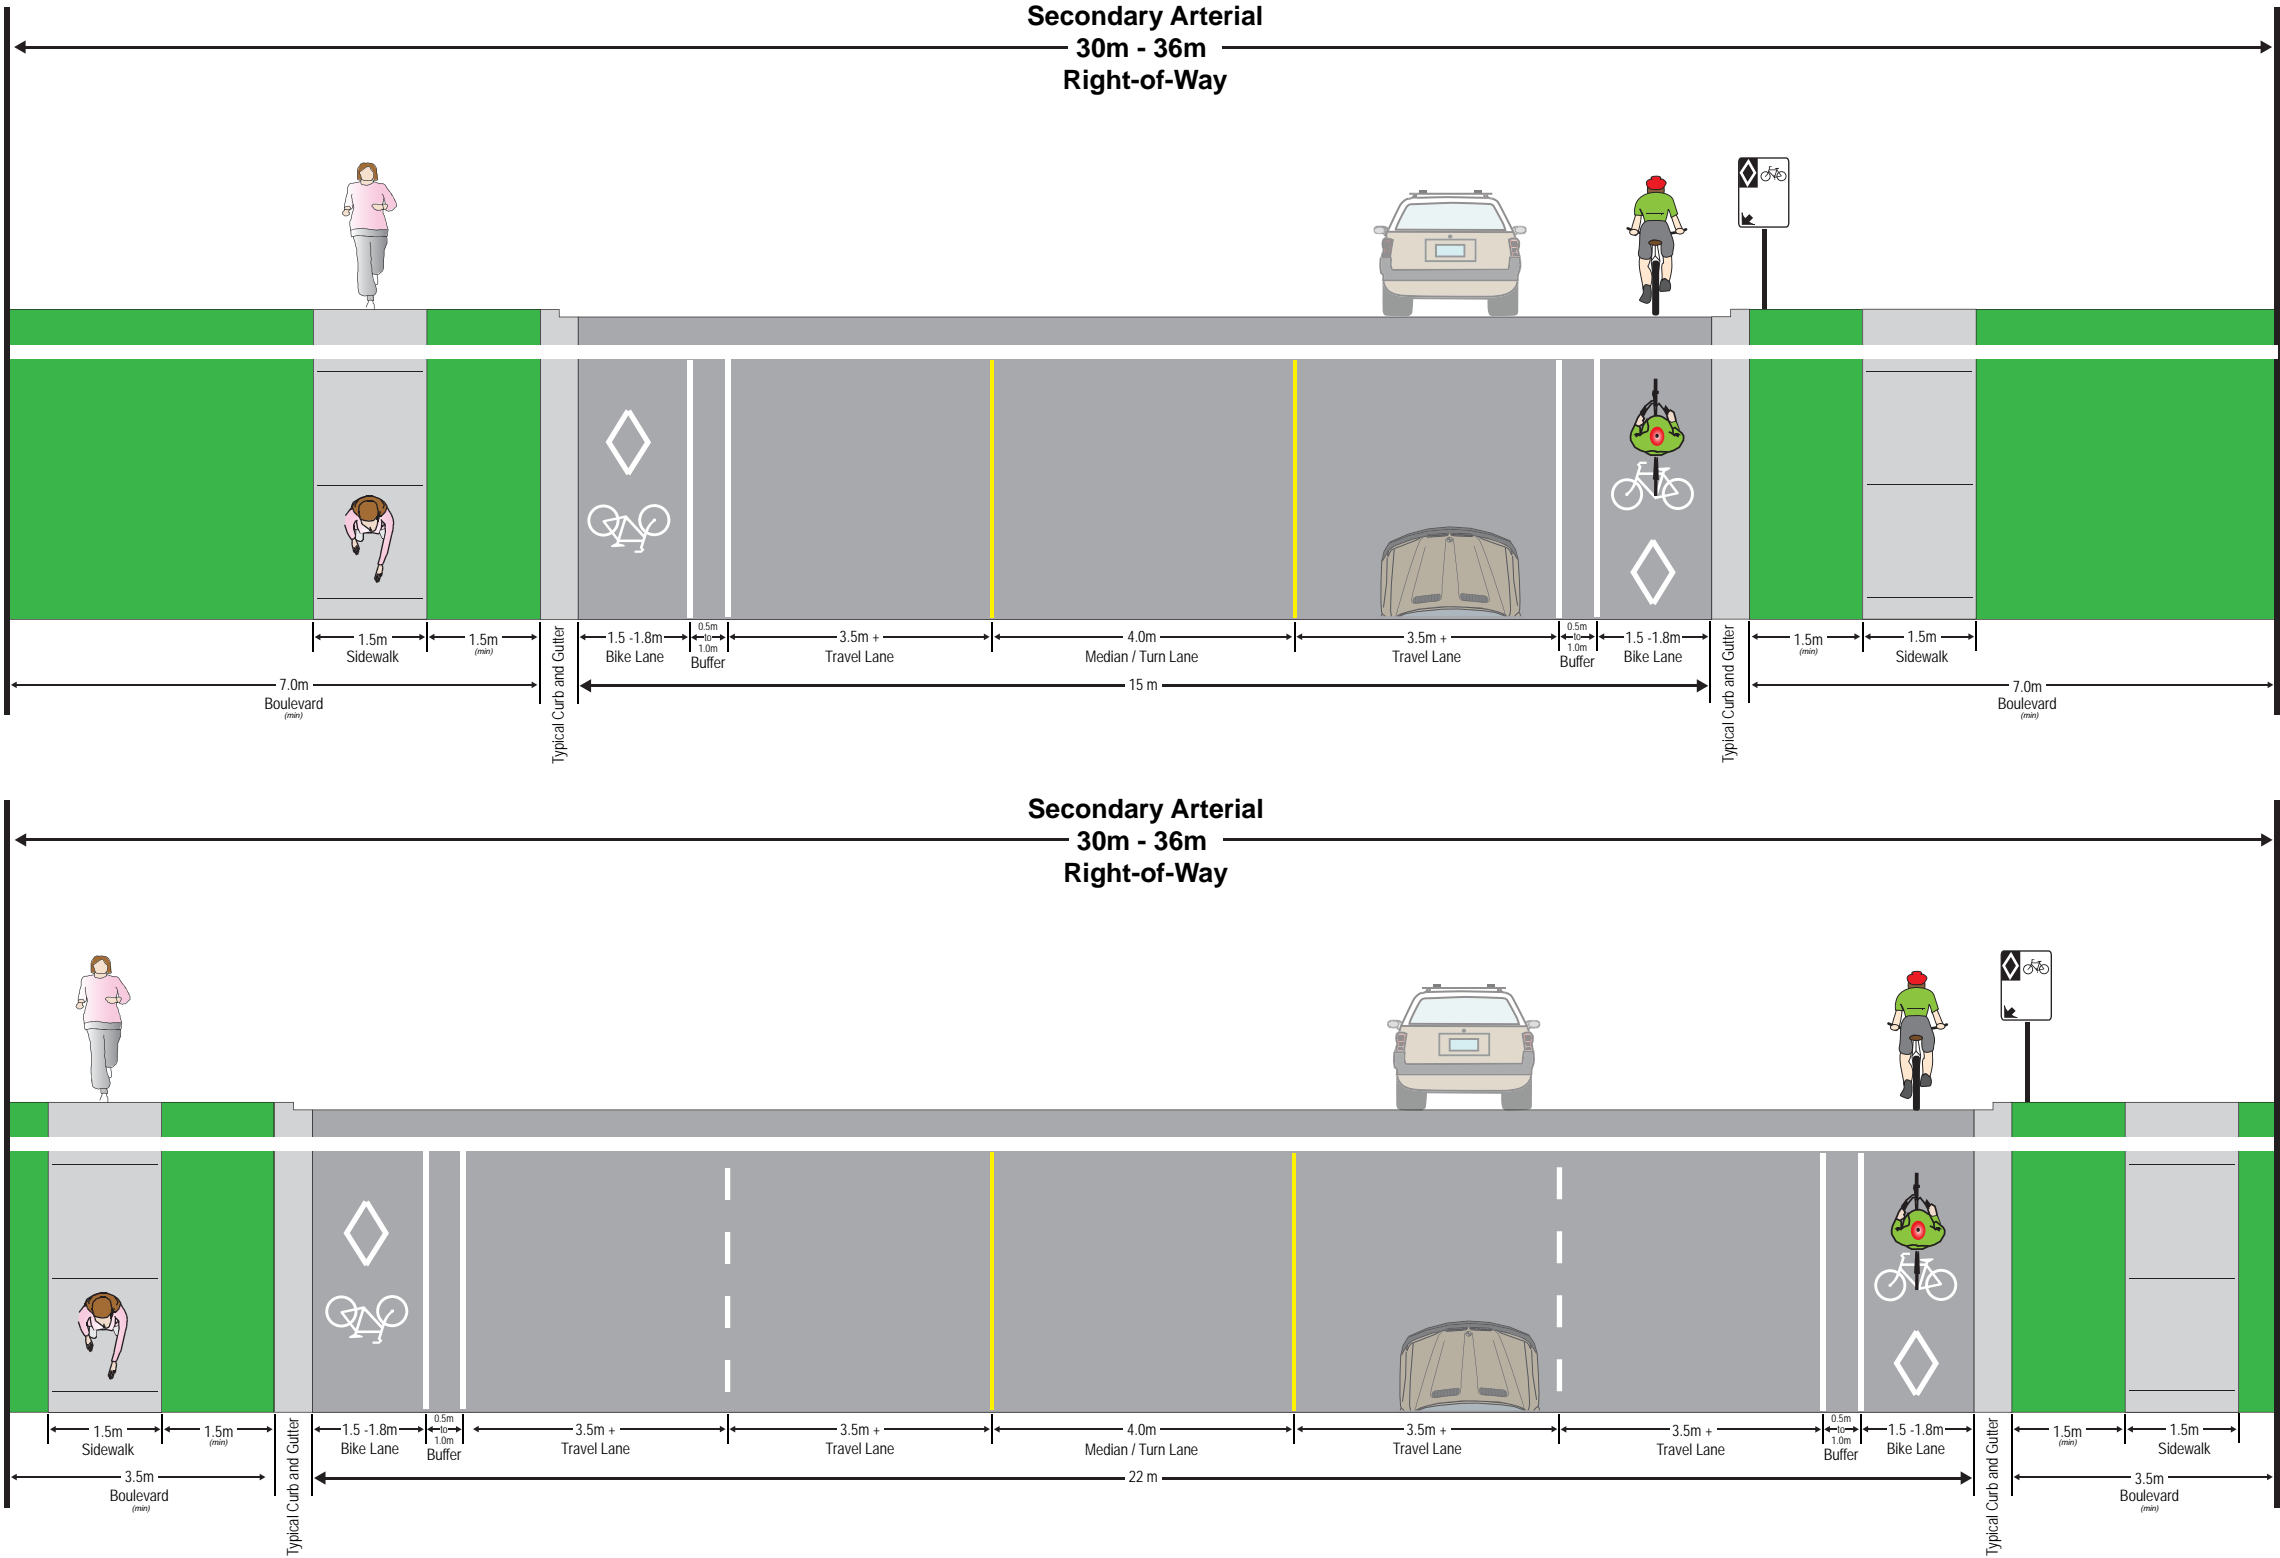 Secondary Arterial
30m - 36m
Right-of-Way
1.5m
Sidewalk
1.5m
(min)
1.5 -1.8m
Bike Lane
0.5m
to
1.0m
Buffer
3.5m +
Travel Lane
4.0m
Median / Turn Lane
3.5m +
Travel Lane
0.5m
to
1.0m
Buffer
1.5 -1.8m
Bike Lane
1.5m
(min)
1.5m
Sidewalk
7.0m
Boulevard
(min)
Typical Curb and Gutter
15 m
Typical Curb and Gutter
7.0m
Boulevard
(min)
Secondary Arterial
30m - 36m
Right-of-Way
1.5m
Sidewalk
1.5m
(min)
1.5 -1.8m
Bike Lane
0.5m
to
1.0m
Buffer
3.5m +
Travel Lane
3.5m +
Travel Lane
4.0m
Median / Turn Lane
3.5m +
Travel Lane
3.5m +
Travel Lane
0.5m
to
1.0m
Buffer
1.5 -1.8m
Bike Lane
1.5m
(min)
1.5m
Sidewalk
3.5m
Boulevard
(min)
Typical Curb and Gutter
22 m
Typical Curb and Gutter
3.5m
Boulevard
(min)